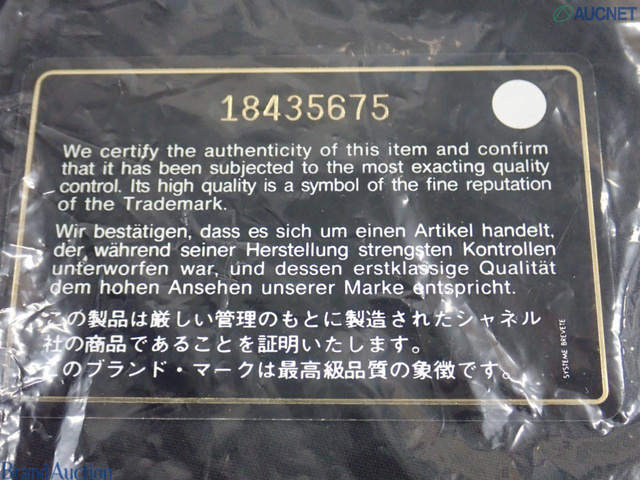 AUCNET
18435675
We certify the authenticity of this item and confirm
that it has been subjected to the most exacting quality
control. Its high quality is a symbol of the fine reputation
of the Trademark.
Wir bestätigen, dass es sich um einen Artikel handelt,
der, während seiner Herstellung strengsten Kontrollen
unterworfen war, und dessen erstklassige Qualität
dem hohen Ansehen unserer Marke entspricht.
この製品は厳しい管理のもとに製造されたシャネル
社の商品であることを証明いたします。
このブランド・マークは最高級品質の象徴です。
SYSTEME BREVETE
Brand Auction